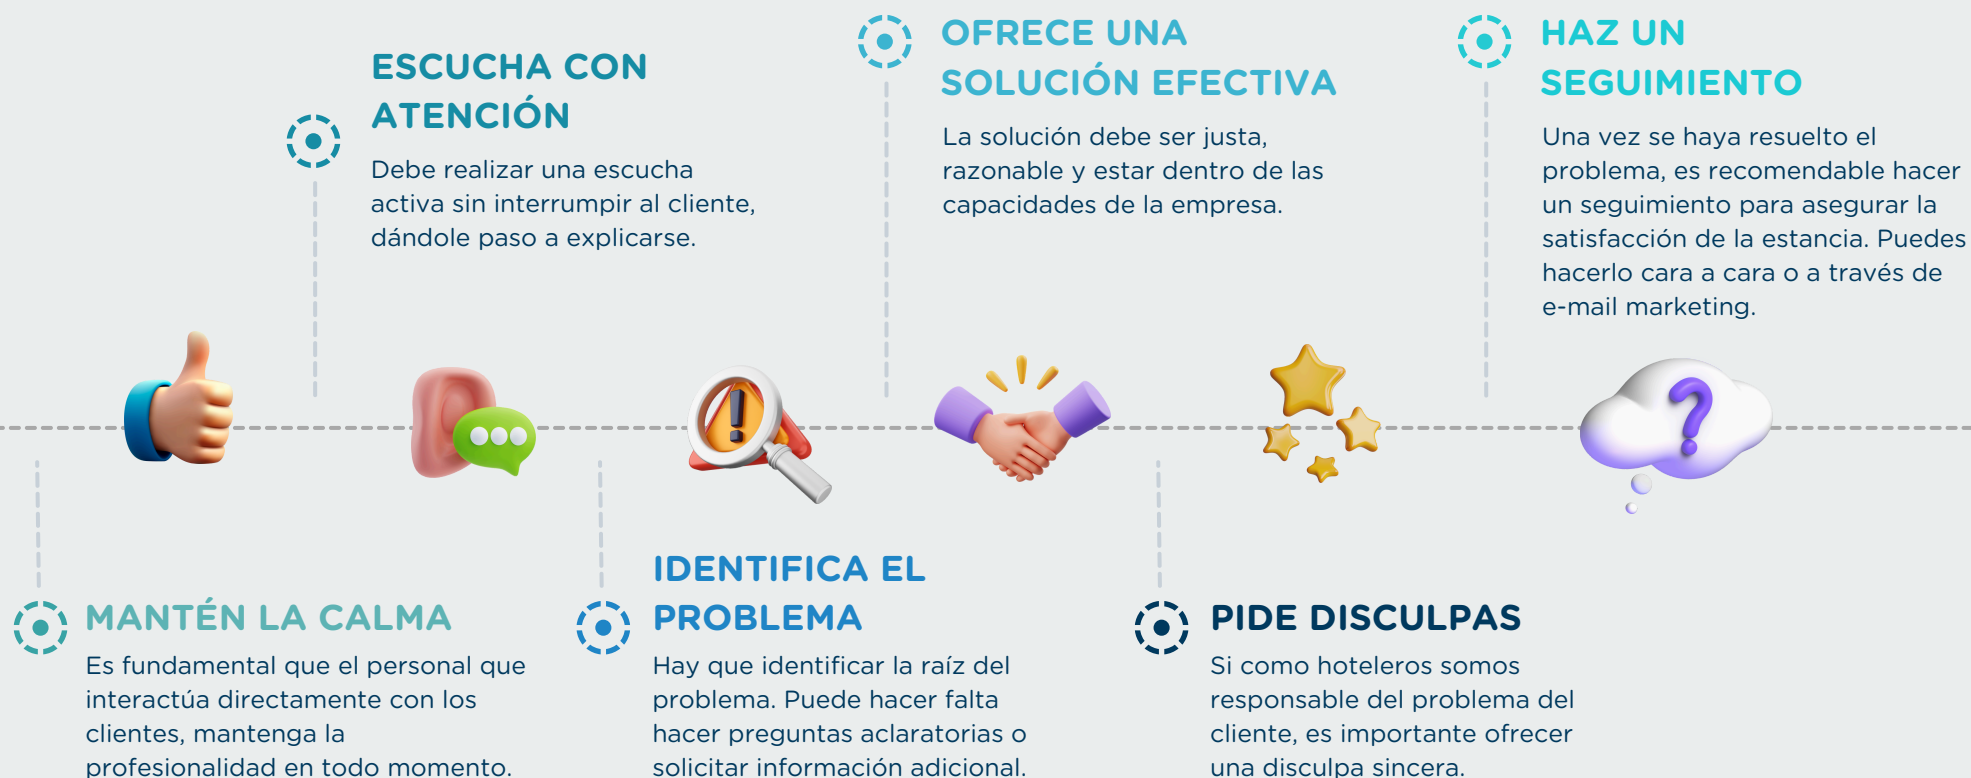 MANTÉN LA CALMA
Es fundamental que el personal que
interactúa directamente con los
clientes, mantenga la
profesionalidad en todo momento.
ESCUCHA CON
ATENCIÓN
Debe realizar una escucha
activa sin interrumpir al cliente,
dándole paso a explicarse.
IDENTIFICA EL
PROBLEMA
Hay que identificar la raíz del
problema. Puede hacer falta
hacer preguntas aclaratorias o
solicitar información adicional.
OFRECE UNA
SOLUCIÓN EFECTIVA
La solución debe ser justa,
razonable y estar dentro de las
capacidades de la empresa.
PIDE DISCULPAS
Si como hoteleros somos
responsable del problema del
cliente, es importante ofrecer
una disculpa sincera.
HAZ UN
SEGUIMIENTO
Una vez se haya resuelto el
problema, es recomendable hacer
un seguimiento para asegurar la
satisfacción de la estancia. Puedes
hacerlo cara a cara o a través de
e-mail marketing.